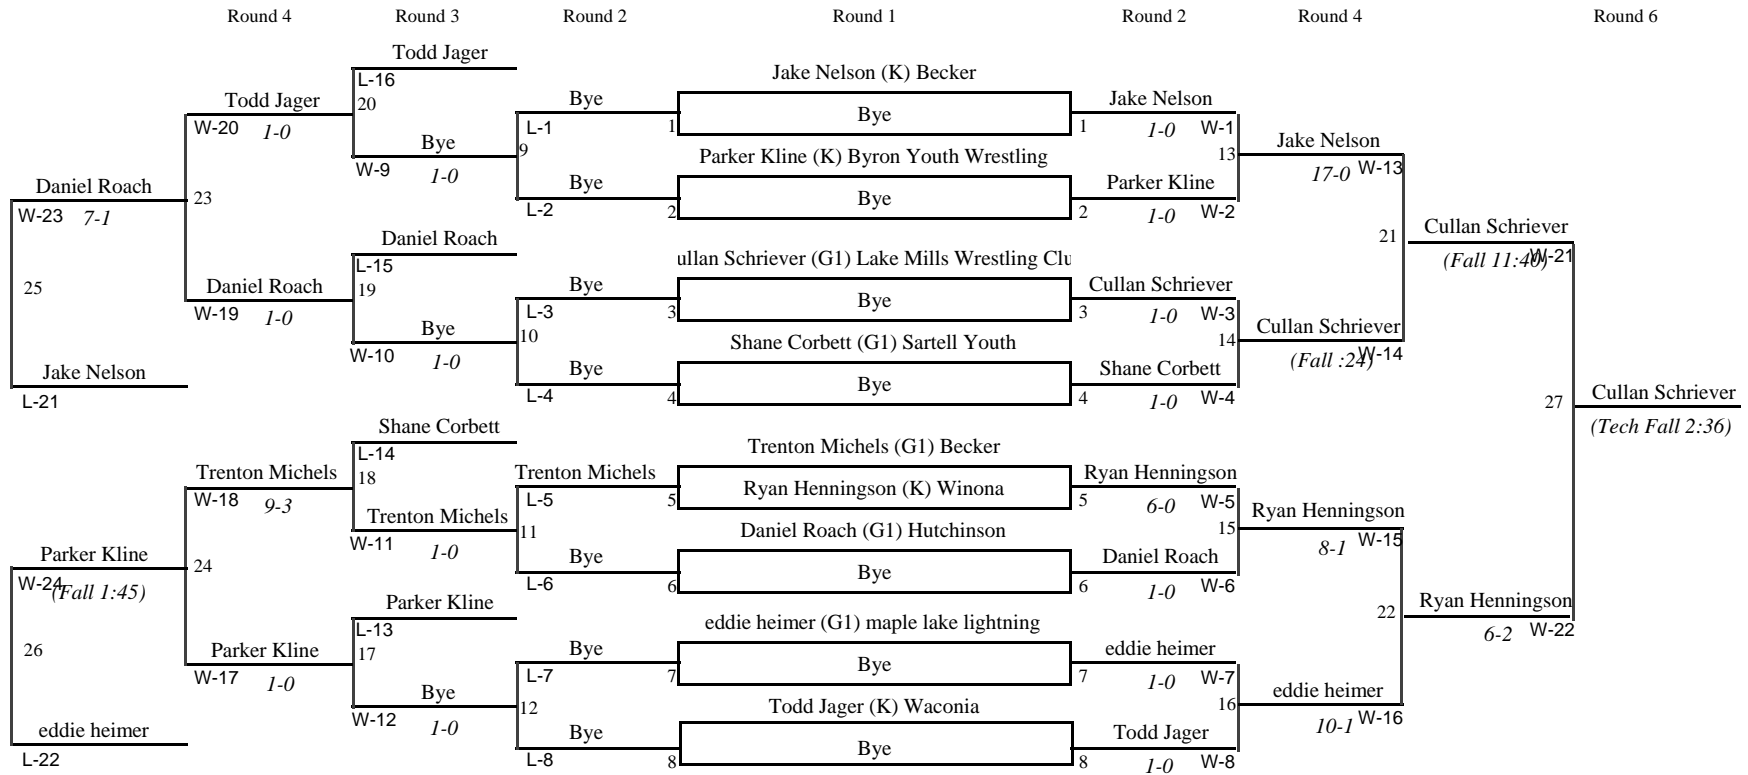 Round 4 Round 3 Round 2 Round 1 Round 2 Round 4 Round 6
Todd Jager
L-16
Jake Nelson (K) Becker
Todd Jager 20 Bye Bye Jake Nelson
W-20 1-0 L-1 1 1 1-0 W-1
Bye 9 13 Jake Nelson
W-9 1-0 Parker Kline (K) Byron Youth Wrestling 17-0 W-13
Daniel Roach 23 Bye Bye Parker Kline
W-23 7-1 L-2 2 2 1-0 W-2
Daniel Roach 21 Cullan Schriever
L-15 ullan Schriever (G1) Lake Mills Wrestling Clu (Fall 11:40) W-21
25 Daniel Roach 19 Bye Bye Cullan Schriever
W-19 1-0 L-3 3 3 1-0 W-3
Bye 10 14 Cullan Schriever
W-10 1-0 Shane Corbett (G1) Sartell Youth (Fall :24) W-14
Jake Nelson Bye Bye Shane Corbett
L-21 L-4 4 4 1-0 W-4
27 Cullan Schriever
(Tech Fall 2:36)
Shane Corbett
L-14 Trenton Michels (G1) Becker
Trenton Michels 18 Trenton Michels Ryan Henningson (K) Winona Ryan Henningson
W-18 9-3 L-5 5 5 6-0 W-5
Trenton Michels 11 15 Ryan Henningson
W-11 1-0 Daniel Roach (G1) Hutchinson 8-1 W-15
Parker Kline 24 Bye Bye Daniel Roach
W-24 (Fall 1:45) L-6 6 6 1-0 W-6
Parker Kline 22 Ryan Henningson
L-13 eddie heimer (G1) maple lake lightning 6-2 W-22
26 Parker Kline 17 Bye Bye eddie heimer
W-17 1-0 L-7 7 7 1-0 W-7
Bye 12 16 eddie heimer
W-12 1-0 Todd Jager (K) Waconia 10-1 W-16
eddie heimer Bye Bye Todd Jager
L-22 L-8 8 8 1-0 W-8